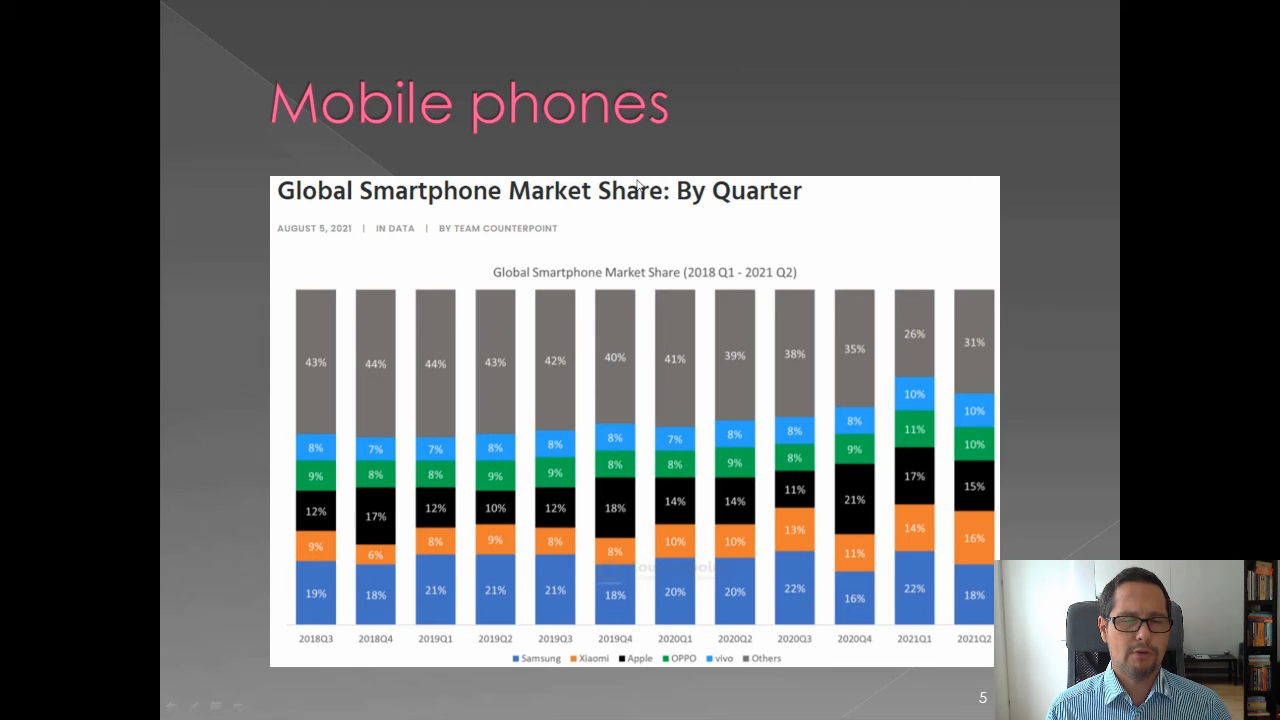 Mobile phones
Global Smartphone Market Share: By Quarter
AUGUST 5, 2021 | IN DATA | BY TEAM COUNTERPOINT
Global Smartphone Market Share (2018 Q1 - 2021 Q2)
43% 44% 44% 43% 42% 40% 41% 39% 38% 35% 26% 31%
8% 7% 7% 8% 8% 8% 7% 8% 8% 8% 10% 10%
9% 8% 8% 9% 9% 8% 8% 9% 8% 9% 11% 10%
12% 17% 12% 10% 12% 18% 14% 14% 11% 21% 17% 15%
9% 6% 8% 9% 8% 8% 10% 10% 13% 11% 14% 16%
19% 18% 21% 21% 21% 18% 20% 20% 22% 16% 22% 18%
2018Q3 2018Q4 2019Q1 2019Q2 2019Q3 2019Q4 2020Q1 2020Q2 2020Q3 2020Q4 2021Q1 2021Q2
Samsung Xiaomi Apple OPPO vivo Others
5